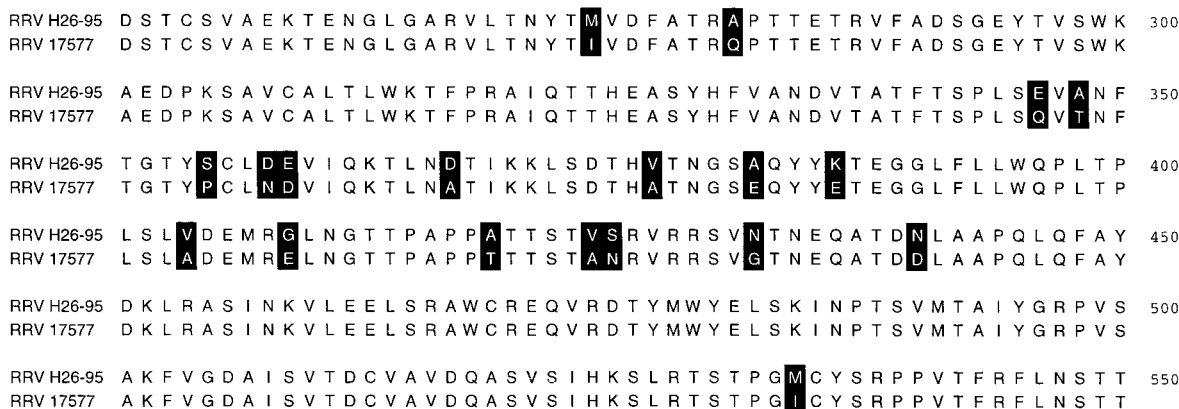 RRV H26-95 D S T C S V A E K T E N G L G A R V L T N Y T M V D F A T R A P T T E T R V F A D S G E Y T V S W K 300
RRV 17577 D S T C S V A E K T E N G L G A R V L T N Y T I V D F A T R Q P T T E T R V F A D S G E Y T V S W K
RRV H26-95 A E D P K S A V C A L T L W K T F P R A I Q T T H E A S Y H F V A N D V T A T F T S P L S E V A N F 350
RRV 17577 A E D P K S A V C A L T L W K T F P R A I Q T T H E A S Y H F V A N D V T A T F T S P L S Q V T N F
RRV H26-95 T G T Y S C L D E V I Q K T L N D T I K K L S D T H V T N G S A Q Y Y K T E G G L F L L W Q P L T P 400
RRV 17577 T G T Y P C L N D V I Q K T L N A T I K K L S D T H A T N G S E Q Y Y E T E G G L F L L W Q P L T P
RRV H26-95 L S L V D E M R G L N G T T P A P P A T T S T V S R V R R S V N T N E Q A T D N L A A P Q L Q F A Y 450
RRV 17577 L S L A D E M R E L N G T T P A P P T T T S T A N R V R R S V G T N E Q A T D D L A A P Q L Q F A Y
RRV H26-95 D K L R A S I N K V L E E L S R A W C R E Q V R D T Y M W Y E L S K I N P T S V M T A I Y G R P V S 500
RRV 17577 D K L R A S I N K V L E E L S R A W C R E Q V R D T Y M W Y E L S K I N P T S V M T A I Y G R P V S
RRV H26-95 A K F V G D A I S V T D C V A V D Q A S V S I H K S L R T S T P G M C Y S R P P V T F R F L N S T T 550
RRV 17577 A K F V G D A I S V T D C V A V D Q A S V S I H K S L R T S T P G I C Y S R P P V T F R F L N S T T